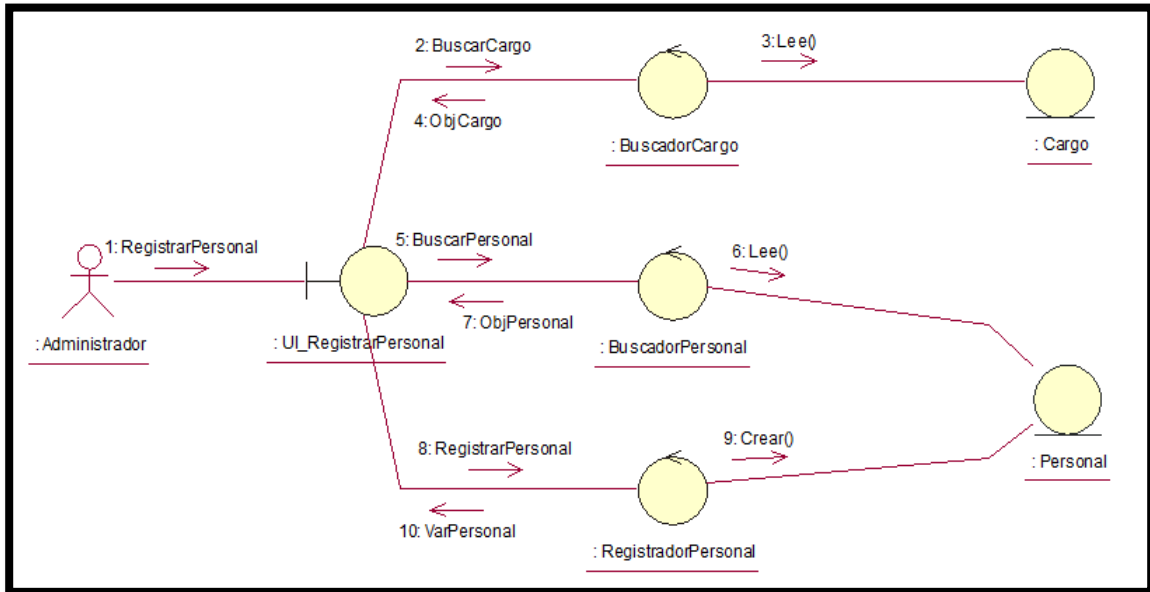 2: BuscarCargo
3:Lee()
4:ObjCargo
: BuscadorCargo
: Cargo
1: RegistrarPersonal
5: BuscarPersonal
6:Lee()
7: ObjPersonal
: Administrador
: UI_RegistrarPersonal
: BuscadorPersonal
8: RegistrarPersonal
9: Crear()
: Personal
10: VarPersonal
: RegistradorPersonal